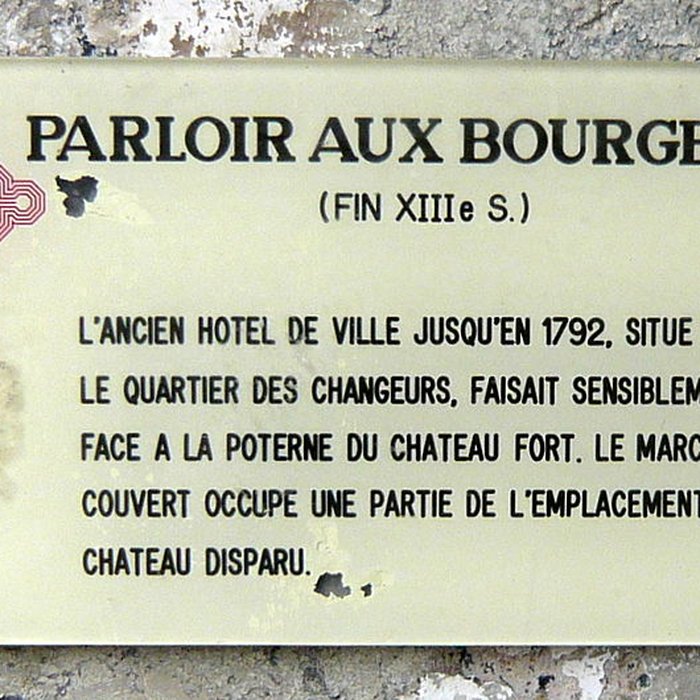 PARLOIR AUX BOURGE
(FIN XIIIe S.)
L'ANCIEN HOTEL DE VILLE JUSQU'EN 1792, SITUE
LE QUARTIER DES CHANGEURS, FAISAIT SENSIBLEM
FACE A LA POTERNE DU CHATEAU FORT. LE MARC
COUVERT OCCUPE UNE PARTIE DE L'EMPLACEMENT
CHATEAU DISPARU.